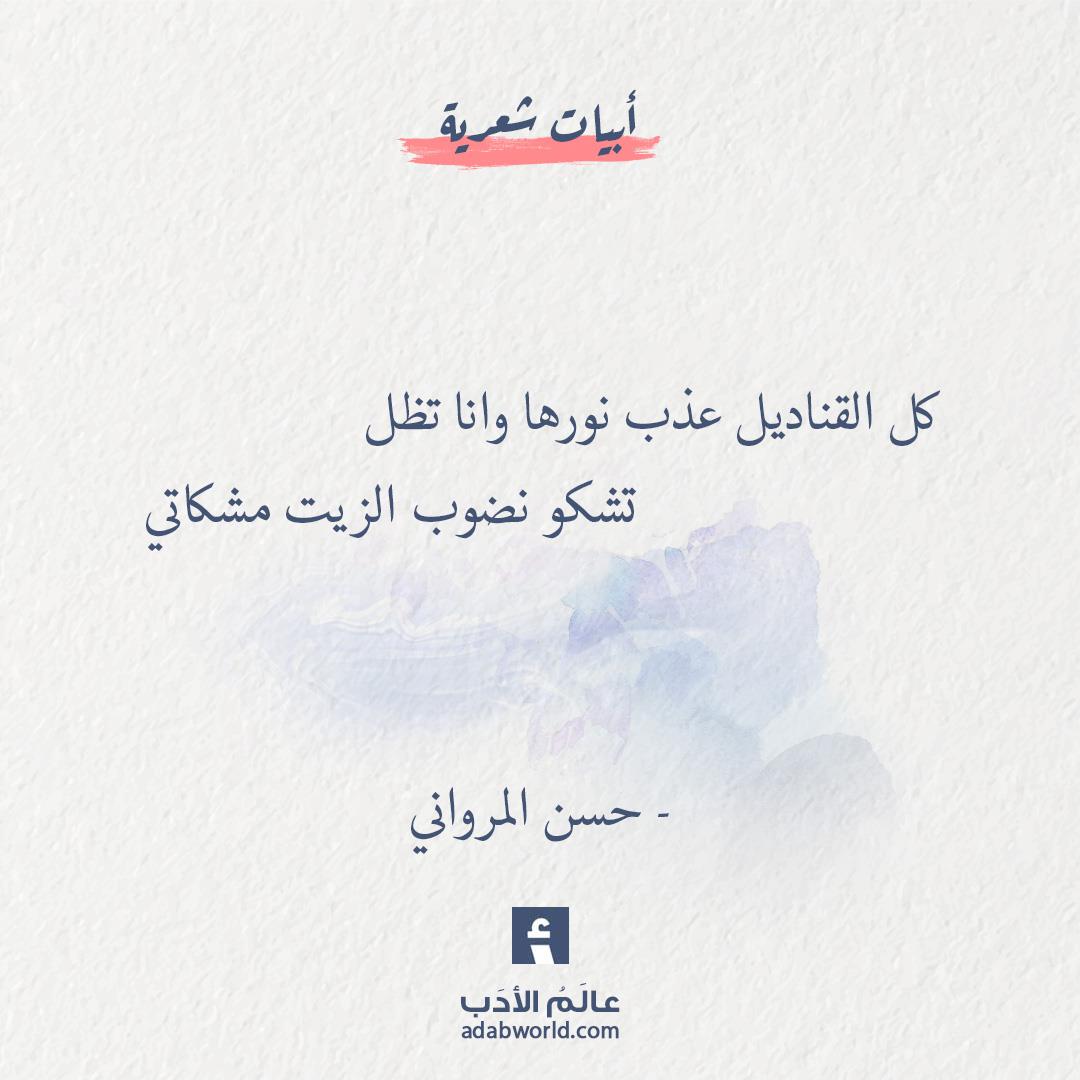 أبيات شعرية
كل القناديل عذب نورها وانا تظل
تشكو نضوب الزيت مشكاتي
- حسن المرواني
أ
عالَمُ الأدَب
adabworld.com